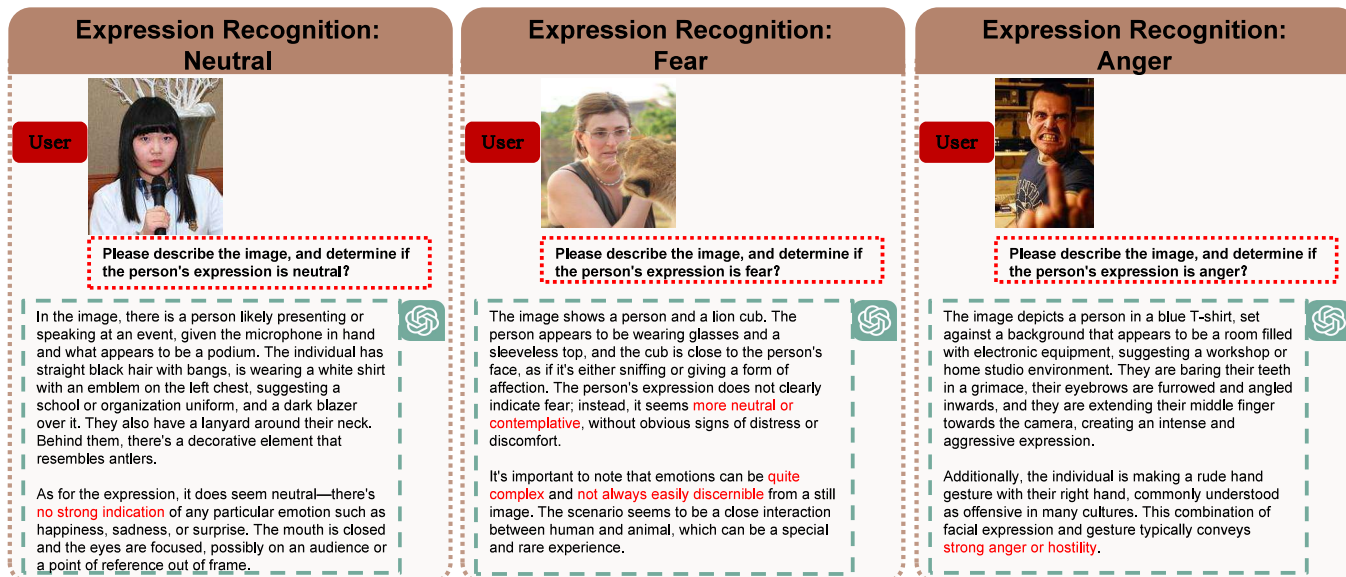 Expression Recognition:
Neutral
User
Please describe the image, and determine if
the person's expression is neutral?
In the image, there is a person likely presenting or
speaking at an event, given the microphone in hand
and what appears to be a podium. The individual has
straight black hair with bangs, is wearing a white shirt
with an emblem on the left chest, suggesting a
school or organization uniform, and a dark blazer
over it. They also have a lanyard around their neck.
Behind them, there's a decorative element that
resembles antlers.
As for the expression, it does seem neutral—there's
no strong indication of any particular emotion such as
happiness, sadness, or surprise. The mouth is closed
and the eyes are focused, possibly on an audience or
a point of reference out of frame.
Expression Recognition:
Fear
User
Please describe the image, and determine if
the person's expression is fear?
The image shows a person and a lion cub. The
person appears to be wearing glasses and a
sleeveless top, and the cub is close to the person's
face, as if it's either sniffing or giving a form of
affection. The person's expression does not clearly
indicate fear; instead, it seems more neutral or
contemplative, without obvious signs of distress or
discomfort.
It's important to note that emotions can be quite
complex and not always easily discernible from a still
image. The scenario seems to be a close interaction
between human and animal, which can be a special
and rare experience.
Expression Recognition:
Anger
User
Please describe the image, and determine if
the person's expression is anger?
The image depicts a person in a blue T-shirt, set
against a background that appears to be a room filled
with electronic equipment, suggesting a workshop or
home studio environment. They are baring their teeth
in a grimace, their eyebrows are furrowed and angled
inwards, and they are extending their middle finger
towards the camera, creating an intense and
aggressive expression.
Additionally, the individual is making a rude hand
gesture with their right hand, commonly understood
as offensive in many cultures. This combination of
facial expression and gesture typically conveys
strong anger or hostility.